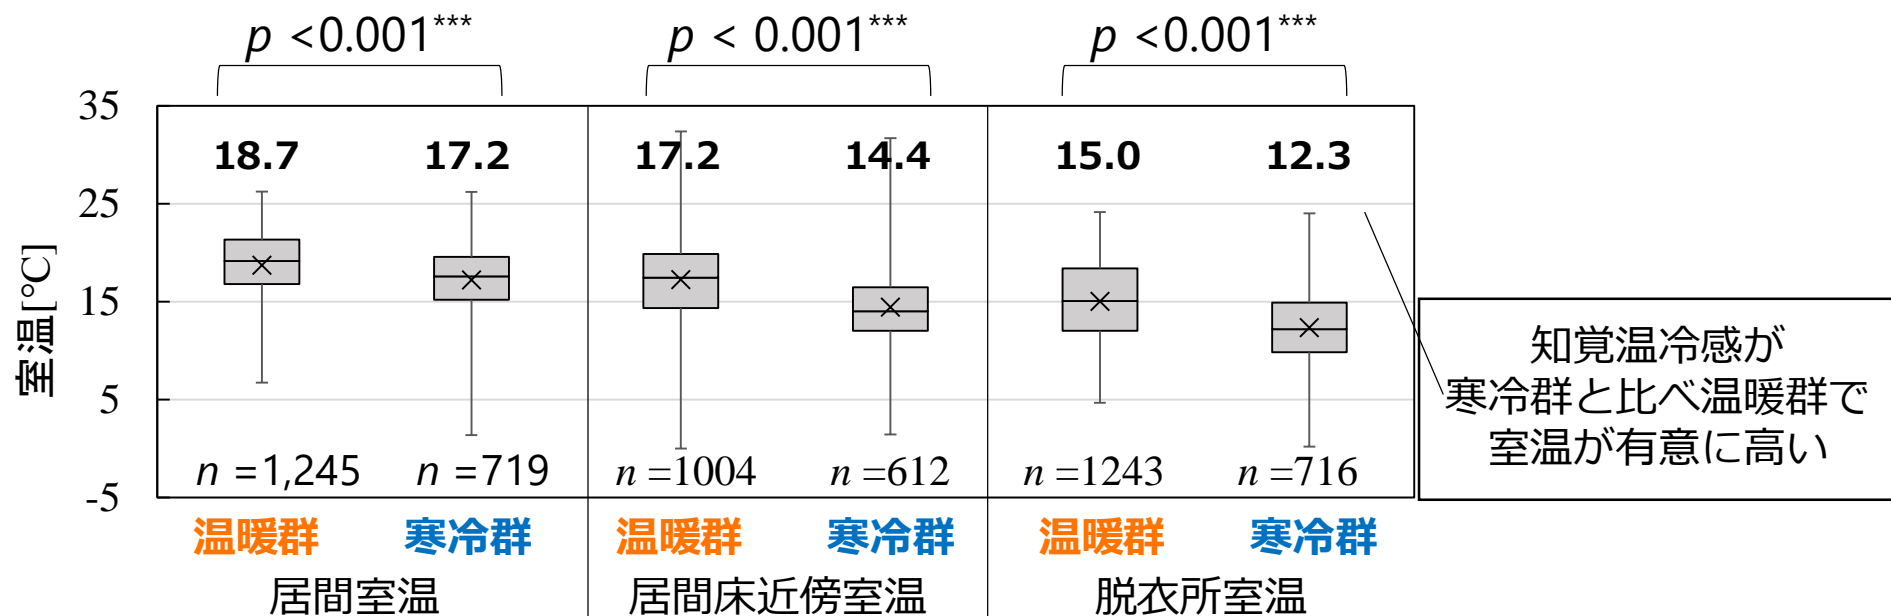 p <0.001*** p < 0.001*** p <0.001***
35
18.7 17.2 17.2 14.4 15.0 12.3
25
15
5
-5
室温[℃]
n =1,245 n =719 n =1004 n =612 n =1243 n =716
温暖群 寒冷群 温暖群 寒冷群 温暖群 寒冷群
居間室温 居間床近傍室温 脱衣所室温
知覚温冷感が
寒冷群と比べ温暖群で
室温が有意に高い